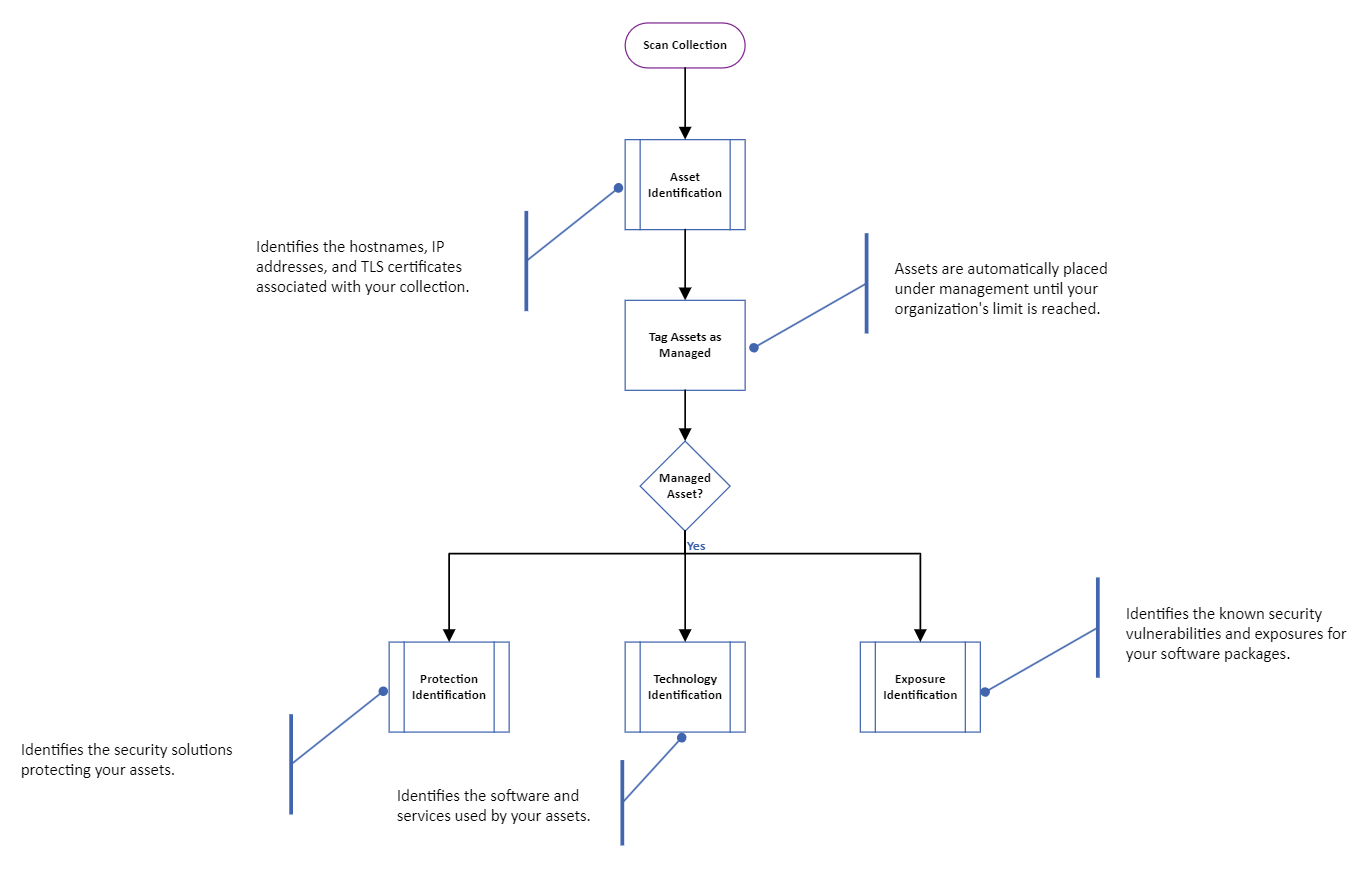 Scan Collection
Asset
Identification
Identifies the hostnames, IP
addresses, and TLS certificates
associated with your collection.
Assets are automatically placed
under management until your
organization's limit is reached.
Tag Assets as
Managed
Managed
Asset?
Yes
Identifies the known security
vulnerabilities and exposures for
your software packages.
Protection
Identification
Technology
Identification
Exposure
Identification
Identifies the security solutions
protecting your assets.
Identifies the software and
services used by your assets.